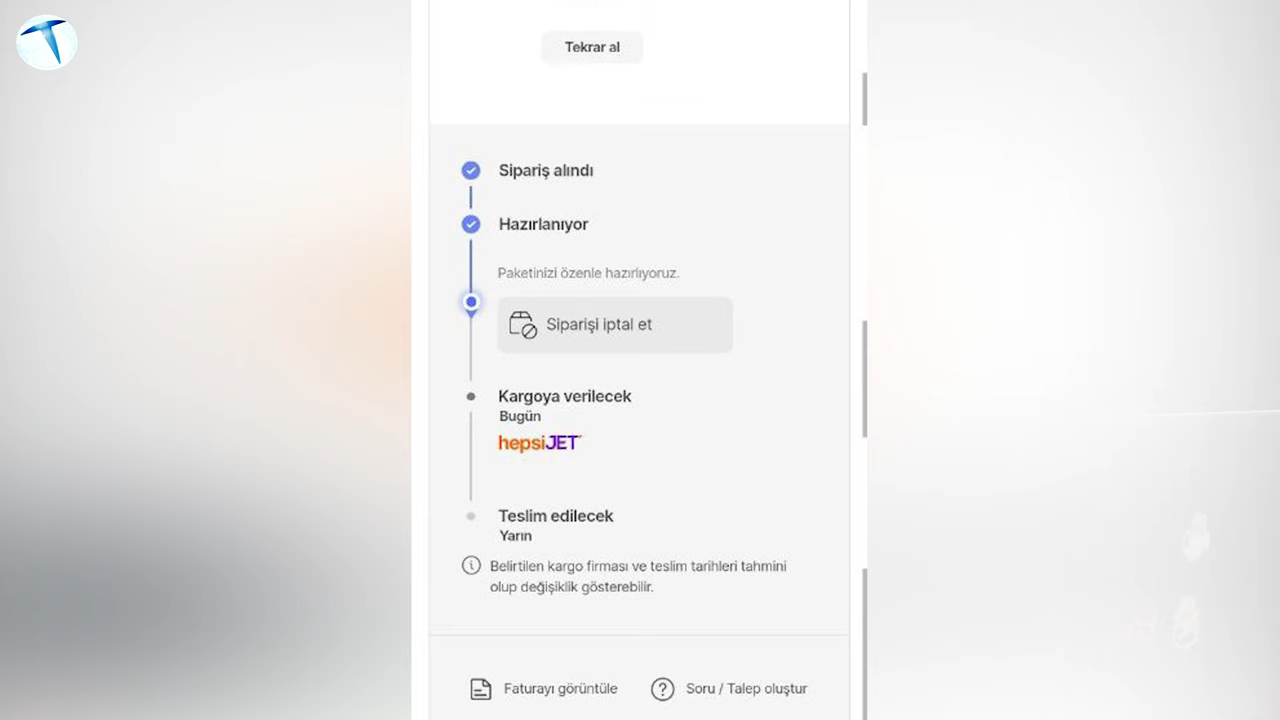 Tekrar al
Sipariş alındı
Hazırlanıyor
Paketinizi özenle hazırlıyoruz.
Siparişi iptal et
Kargoya verilecek
Bugün
hepsiJET
Teslim edilecek
Yarın
Belirtilen kargo firması ve teslim tarihleri tahmini
olup değişiklik gösterebilir.
Faturayı görüntüle
Soru / Talep oluştur